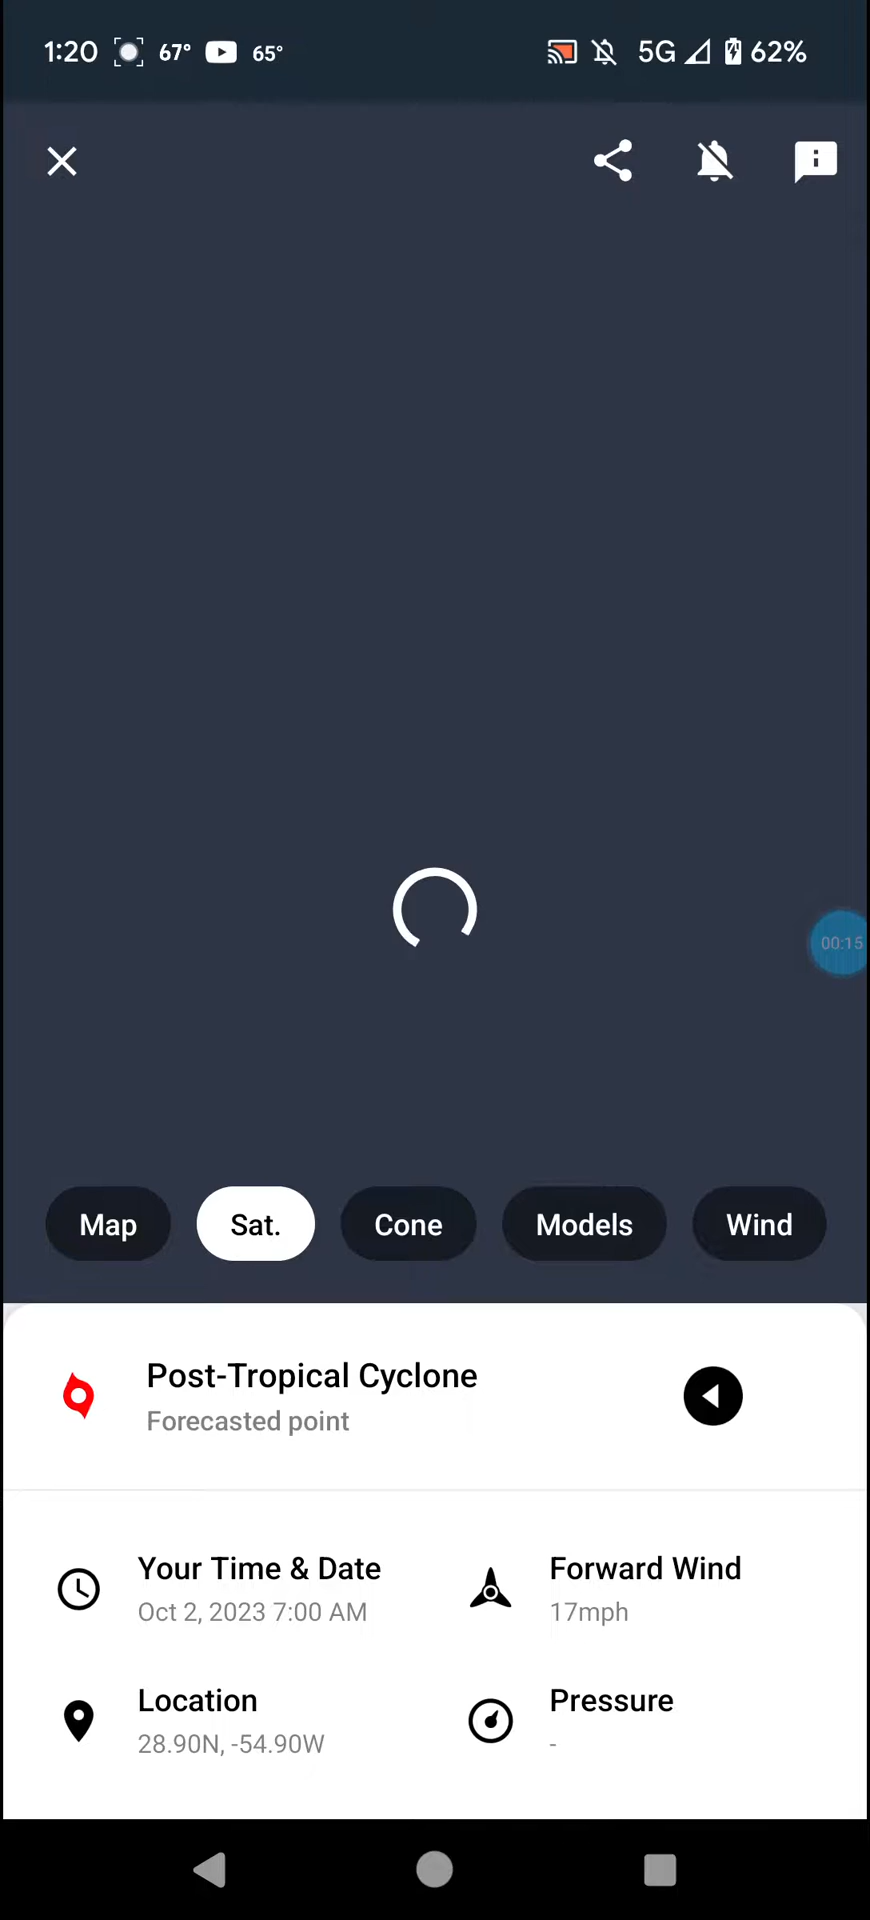 1:20 67° 65° 5G 62%
00:15
Map Sat. Cone Models Wind
Post-Tropical Cyclone
Forecasted point
Your Time & Date
Oct 2, 2023 7:00 AM
Forward Wind
17mph
Location
28.90N, -54.90W
Pressure
-